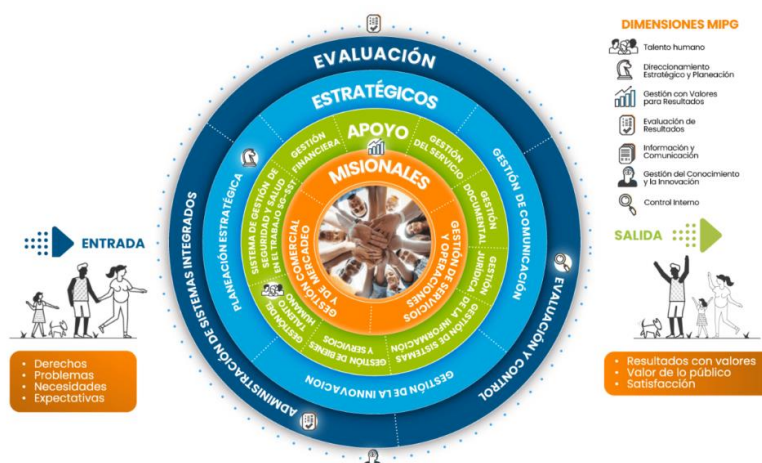 EVALUACIÓN
ESTRATÉGICOS
APOYO
MISIONALES
GESTIÓN
FINANCIERA
GESTIÓN
DEL SERVICIO
SISTEMA DE GESTIÓN DE
SEGURIDAD Y SALUD
EN EL TRABAJO SG-SST
GESTIÓN
DOCUMENTAL
GESTIÓN
JURÍDICA
GESTIÓN DE SISTEMAS
DE LA INFORMACIÓN
GESTIÓN DE BIENES
Y SERVICIOS
GESTIÓN DEL
TALENTO
HUMANO
GESTIÓN COMERCIAL
Y DE MERCADEO
GESTIÓN DE SERVICIOS
Y OPERACIONES
PLANEACIÓN ESTRATÉGICA
GESTIÓN DE COMUNICACIÓN
GESTIÓN DE LA INNOVACION
ADMINISTRACIÓN DE SISTEMAS INTEGRADOS
EVALUACIÓN Y CONTROL
ENTRADA
• Derechos
• Problemas
• Necesidades
• Expectativas
DIMENSIONES MIPG
Talento humano
Direccionamiento
Estratégico y Planeación
Gestión con Valores
para Resultados
Evaluación de
Resultados
Información y
Comunicación
Gestión del Conocimiento
y la Innovación
Control Interno
SALIDA
• Resultados con valores
• Valor de lo público
• Satisfacción